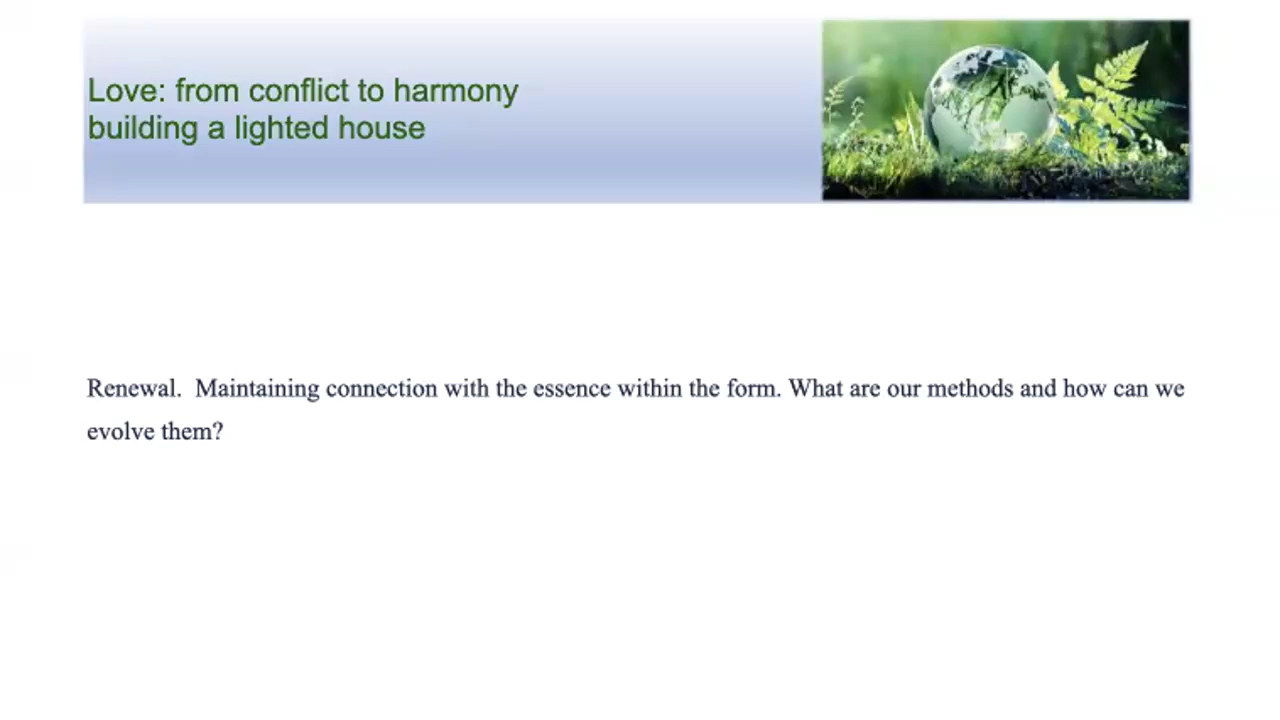 Love: from conflict to harmony
building a lighted house
Renewal.  Maintaining connection with the essence within the form. What are our methods and how can we
evolve them?